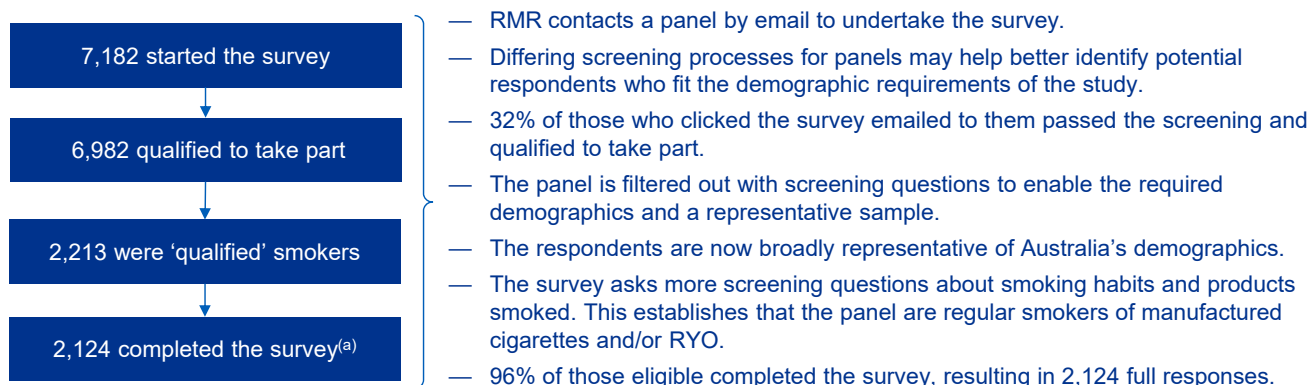 7,182 started the survey
6,982 qualified to take part
2,213 were ‘qualified’ smokers
2,124 completed the survey(a)
— RMR contacts a panel by email to undertake the survey.
— Differing screening processes for panels may help better identify potential
respondents who fit the demographic requirements of the study.
— 32% of those who clicked the survey emailed to them passed the screening and
qualified to take part.
— The panel is filtered out with screening questions to enable the required
demographics and a representative sample.
— The respondents are now broadly representative of Australia’s demographics.
— The survey asks more screening questions about smoking habits and products
smoked. This establishes that the panel are regular smokers of manufactured
cigarettes and/or RYO.
— 96% of those eligible completed the survey, resulting in 2,124 full responses.